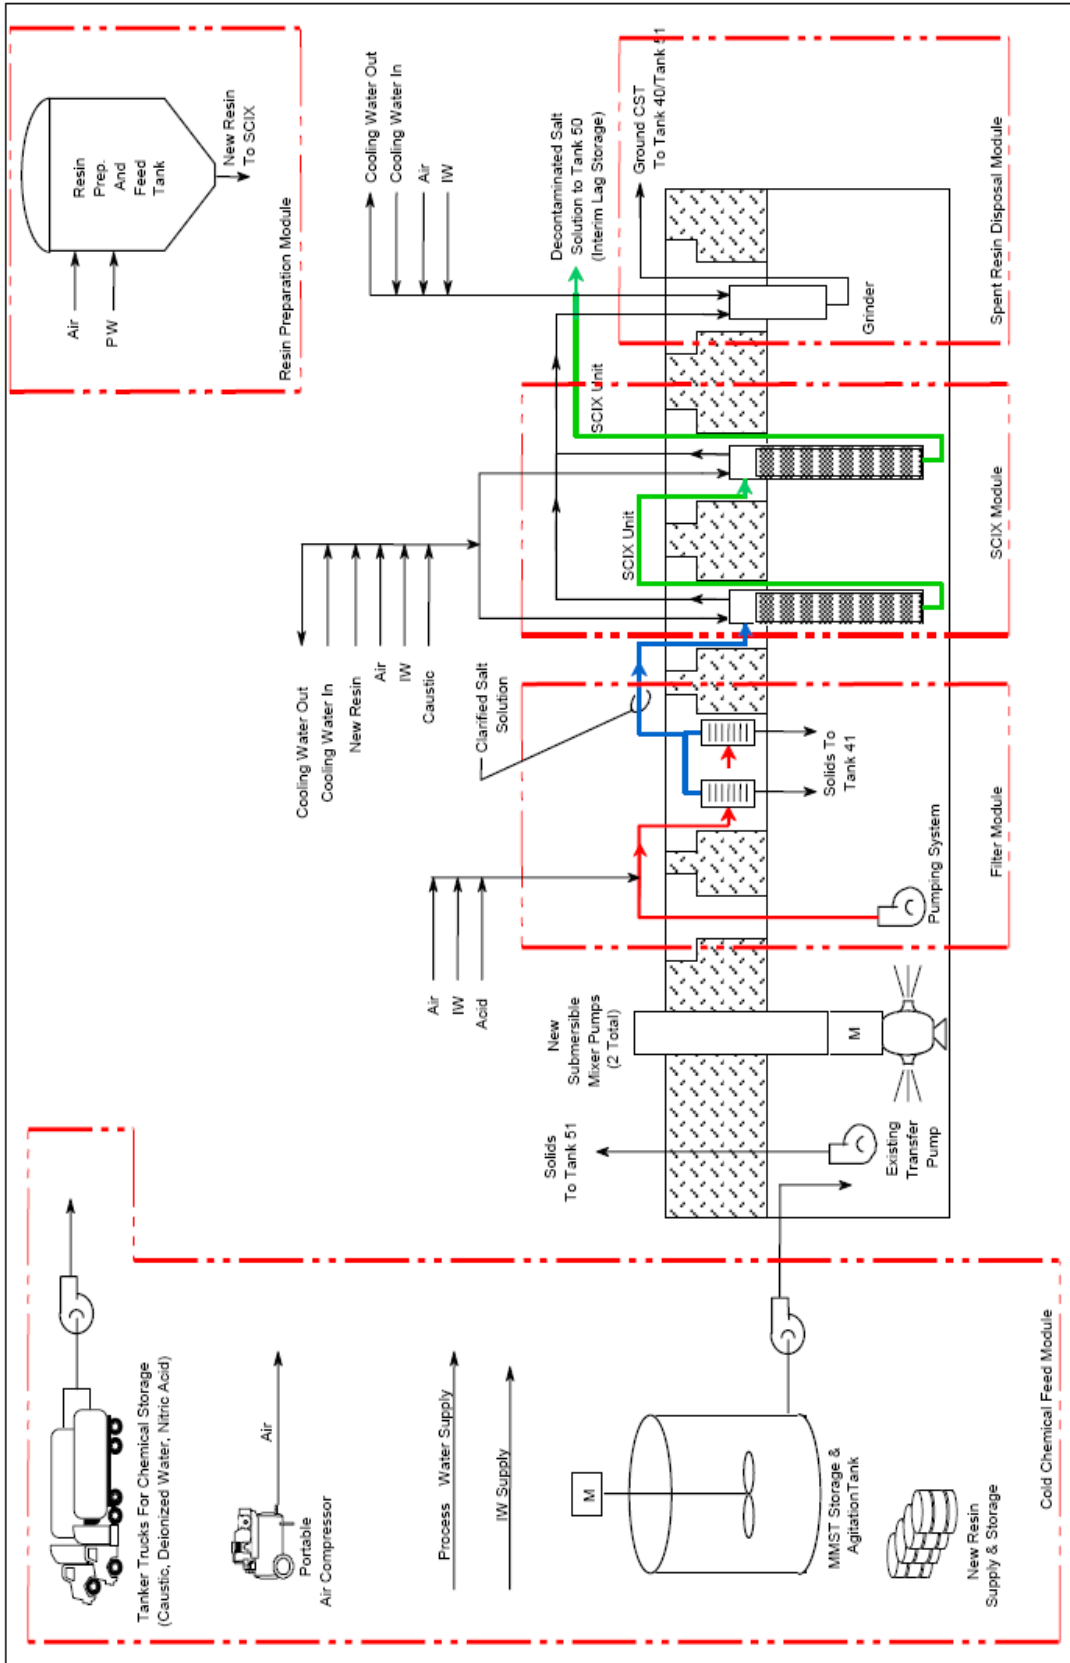 Tanker Trucks For Chemical Storage
(Caustic, Deionized Water, Nitric Acid)
Portable
Air Compressor
Air
Process Water Supply
IW Supply
M
MMST Storage &
AgitationTank
New Resin
Supply & Storage
Cold Chemical Feed Module
Solids
To Tank 51
Existing
Transfer
Pump
New
Submersible
Mixer Pumps
(2 Total)
M
Air
IW
Acid
Pumping System
Solids To
Tank 41
Filter Module
Clarified Salt
Solution
Cooling Water Out
Cooling Water In
New Resin
Air
IW
Caustic
SCIX Unit
SCIX Unit
SCIX Module
Air
PW
Resin
Prep.
And
Feed
Tank
New Resin
To SCIX
Resin Preparation Module
Cooling Water Out
Cooling Water In
Air
IW
Decontaminated Salt
Solution to Tank 50
(Interim Lag Storage)
Ground CST
To Tank 40/Tank 51
Grinder
Spent Resin Disposal Module